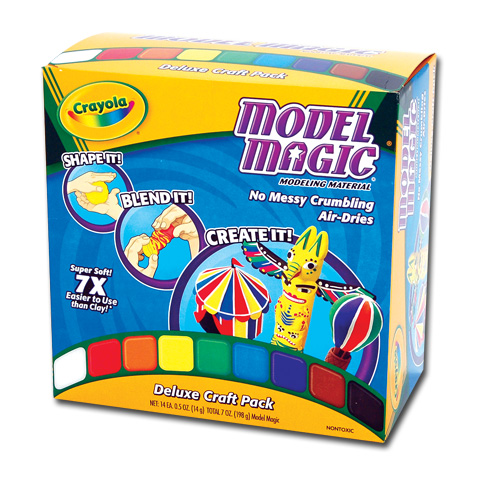 MODEL MAGIC
Deluxe Craft Pack
Crayola
MODEL
MAGIC®
MODELING MATERIAL
No Messy Crumbling
Air-Dries
SHAPE IT!
BLEND IT!
CREATE IT!
Super Soft!
7X
Easier to Use
than Clay!*
Deluxe Craft Pack
NET: 14 EA. 0.5 OZ. (14 g) TOTAL 7 OZ. (198 g) Model Magic
NONTOXIC